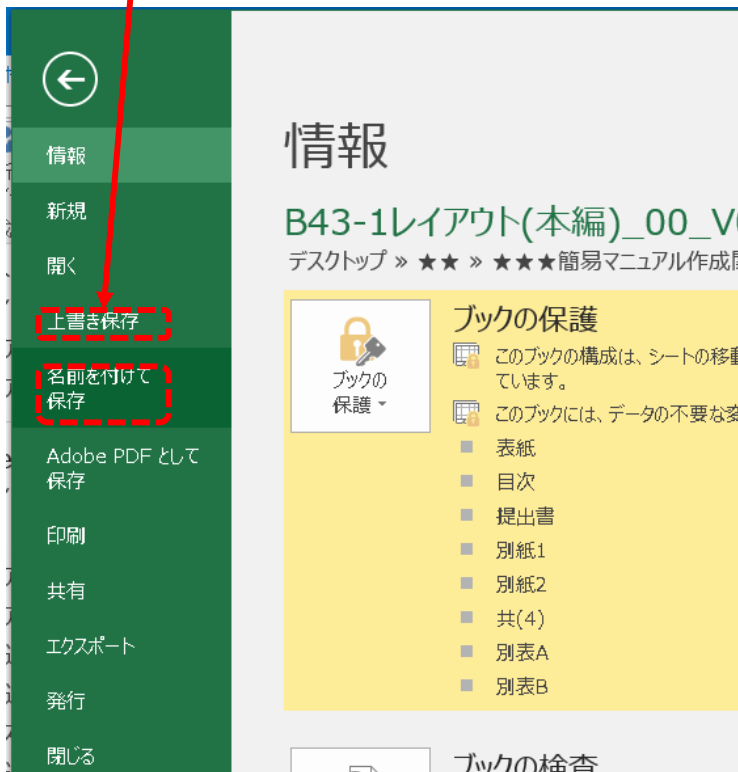 情報
新規
開く
上書き保存
名前を付けて
保存
Adobe PDF として
保存
印刷
共有
エクスポート
発行
閉じる
情報
B43-1レイアウト(本編)_00_V
デスクトップ » ★★ » ★★★簡易マニュアル作成
ブックの
保護
ブックの保護
このブックの構成は、シートの移動
ています。
このブックには、データの不要な変
表紙
目次
提出書
別紙1
別紙2
共(4)
別表A
別表B
ブックの検査